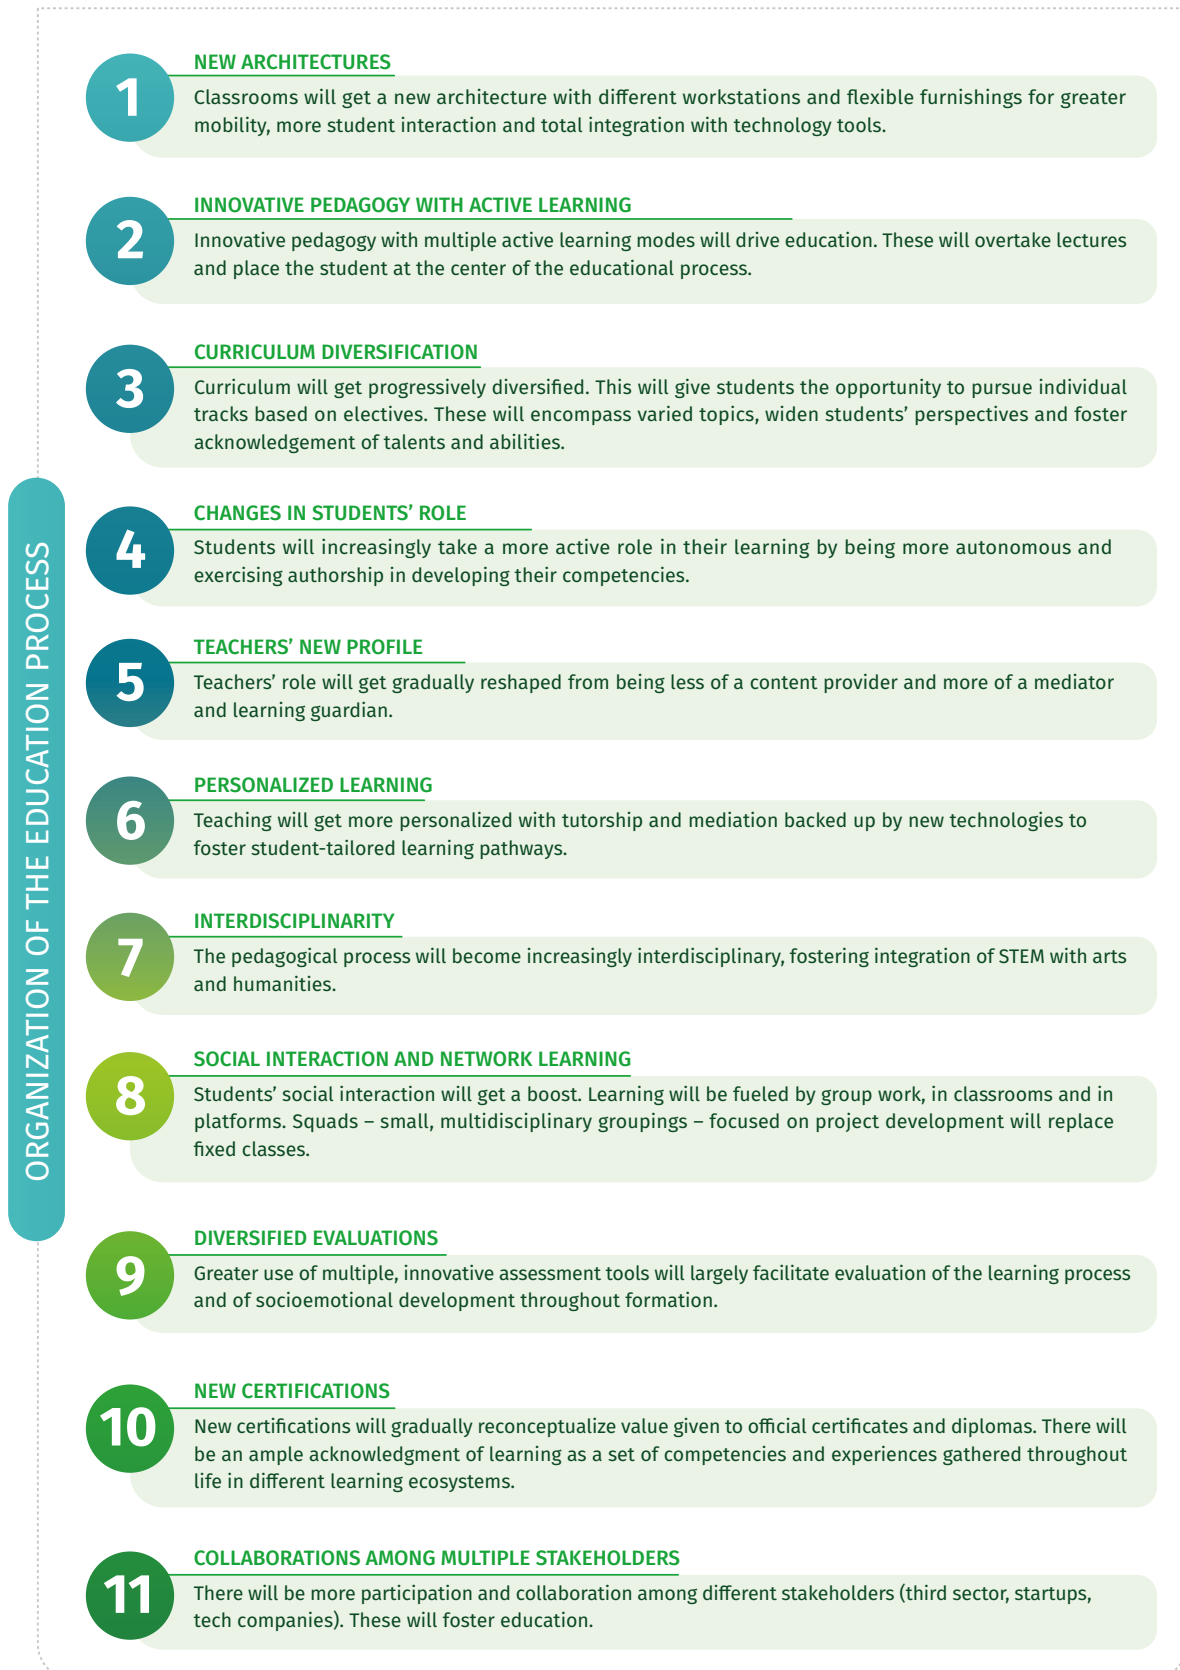 ORGANIZATION OF THE EDUCATION PROCESS
1
NEW ARCHITECTURES
Classrooms will get a new architecture with different workstations and flexible furnishings for greater
mobility, more student interaction and total integration with technology tools.
2
INNOVATIVE PEDAGOGY WITH ACTIVE LEARNING
Innovative pedagogy with multiple active learning modes will drive education. These will overtake lectures
and place the student at the center of the educational process.
3
CURRICULUM DIVERSIFICATION
Curriculum will get progressively diversified. This will give students the opportunity to pursue individual
tracks based on electives. These will encompass varied topics, widen students’ perspectives and foster
acknowledgement of talents and abilities.
4
CHANGES IN STUDENTS’ ROLE
Students will increasingly take a more active role in their learning by being more autonomous and
exercising authorship in developing their competencies.
5
TEACHERS’ NEW PROFILE
Teachers’ role will get gradually reshaped from being less of a content provider and more of a mediator
and learning guardian.
6
PERSONALIZED LEARNING
Teaching will get more personalized with tutorship and mediation backed up by new technologies to
foster student-tailored learning pathways.
7
INTERDISCIPLINARITY
The pedagogical process will become increasingly interdisciplinary, fostering integration of STEM with arts
and humanities.
8
SOCIAL INTERACTION AND NETWORK LEARNING
Students’ social interaction will get a boost. Learning will be fueled by group work, in classrooms and in
platforms. Squads – small, multidisciplinary groupings – focused on project development will replace
fixed classes.
9
DIVERSIFIED EVALUATIONS
Greater use of multiple, innovative assessment tools will largely facilitate evaluation of the learning process
and of socioemotional development throughout formation.
10
NEW CERTIFICATIONS
New certifications will gradually reconceptualize value given to official certificates and diplomas. There will
be an ample acknowledgment of learning as a set of competencies and experiences gathered throughout
life in different learning ecosystems.
11
COLLABORATIONS AMONG MULTIPLE STAKEHOLDERS
There will be more participation and collaboration among different stakeholders (third sector, startups,
tech companies). These will foster education.